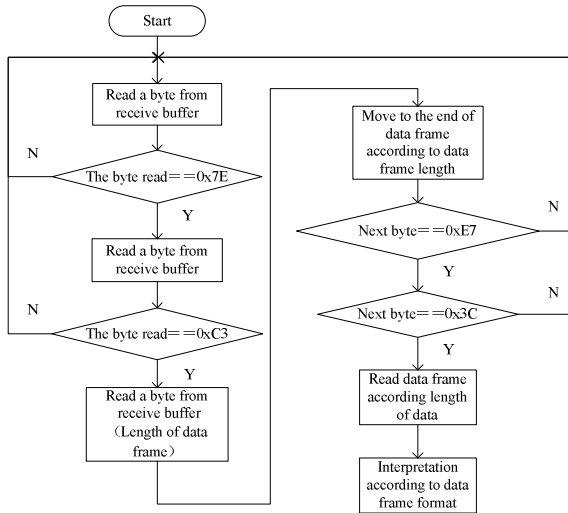 Start
Read a byte from
receive buffer
N
The byte read==0x7E
Y
Read a byte from
receive buffer
N
The byte read==0xC3
Y
Read a byte from
receive buffer
（Length of data
frame）
Move to the end of
data frame
according to data
frame length
N
Next byte==0xE7
Y
N
Next byte==0x3C
Y
Read data frame
according length
of data
Interpretation
according to data
frame format